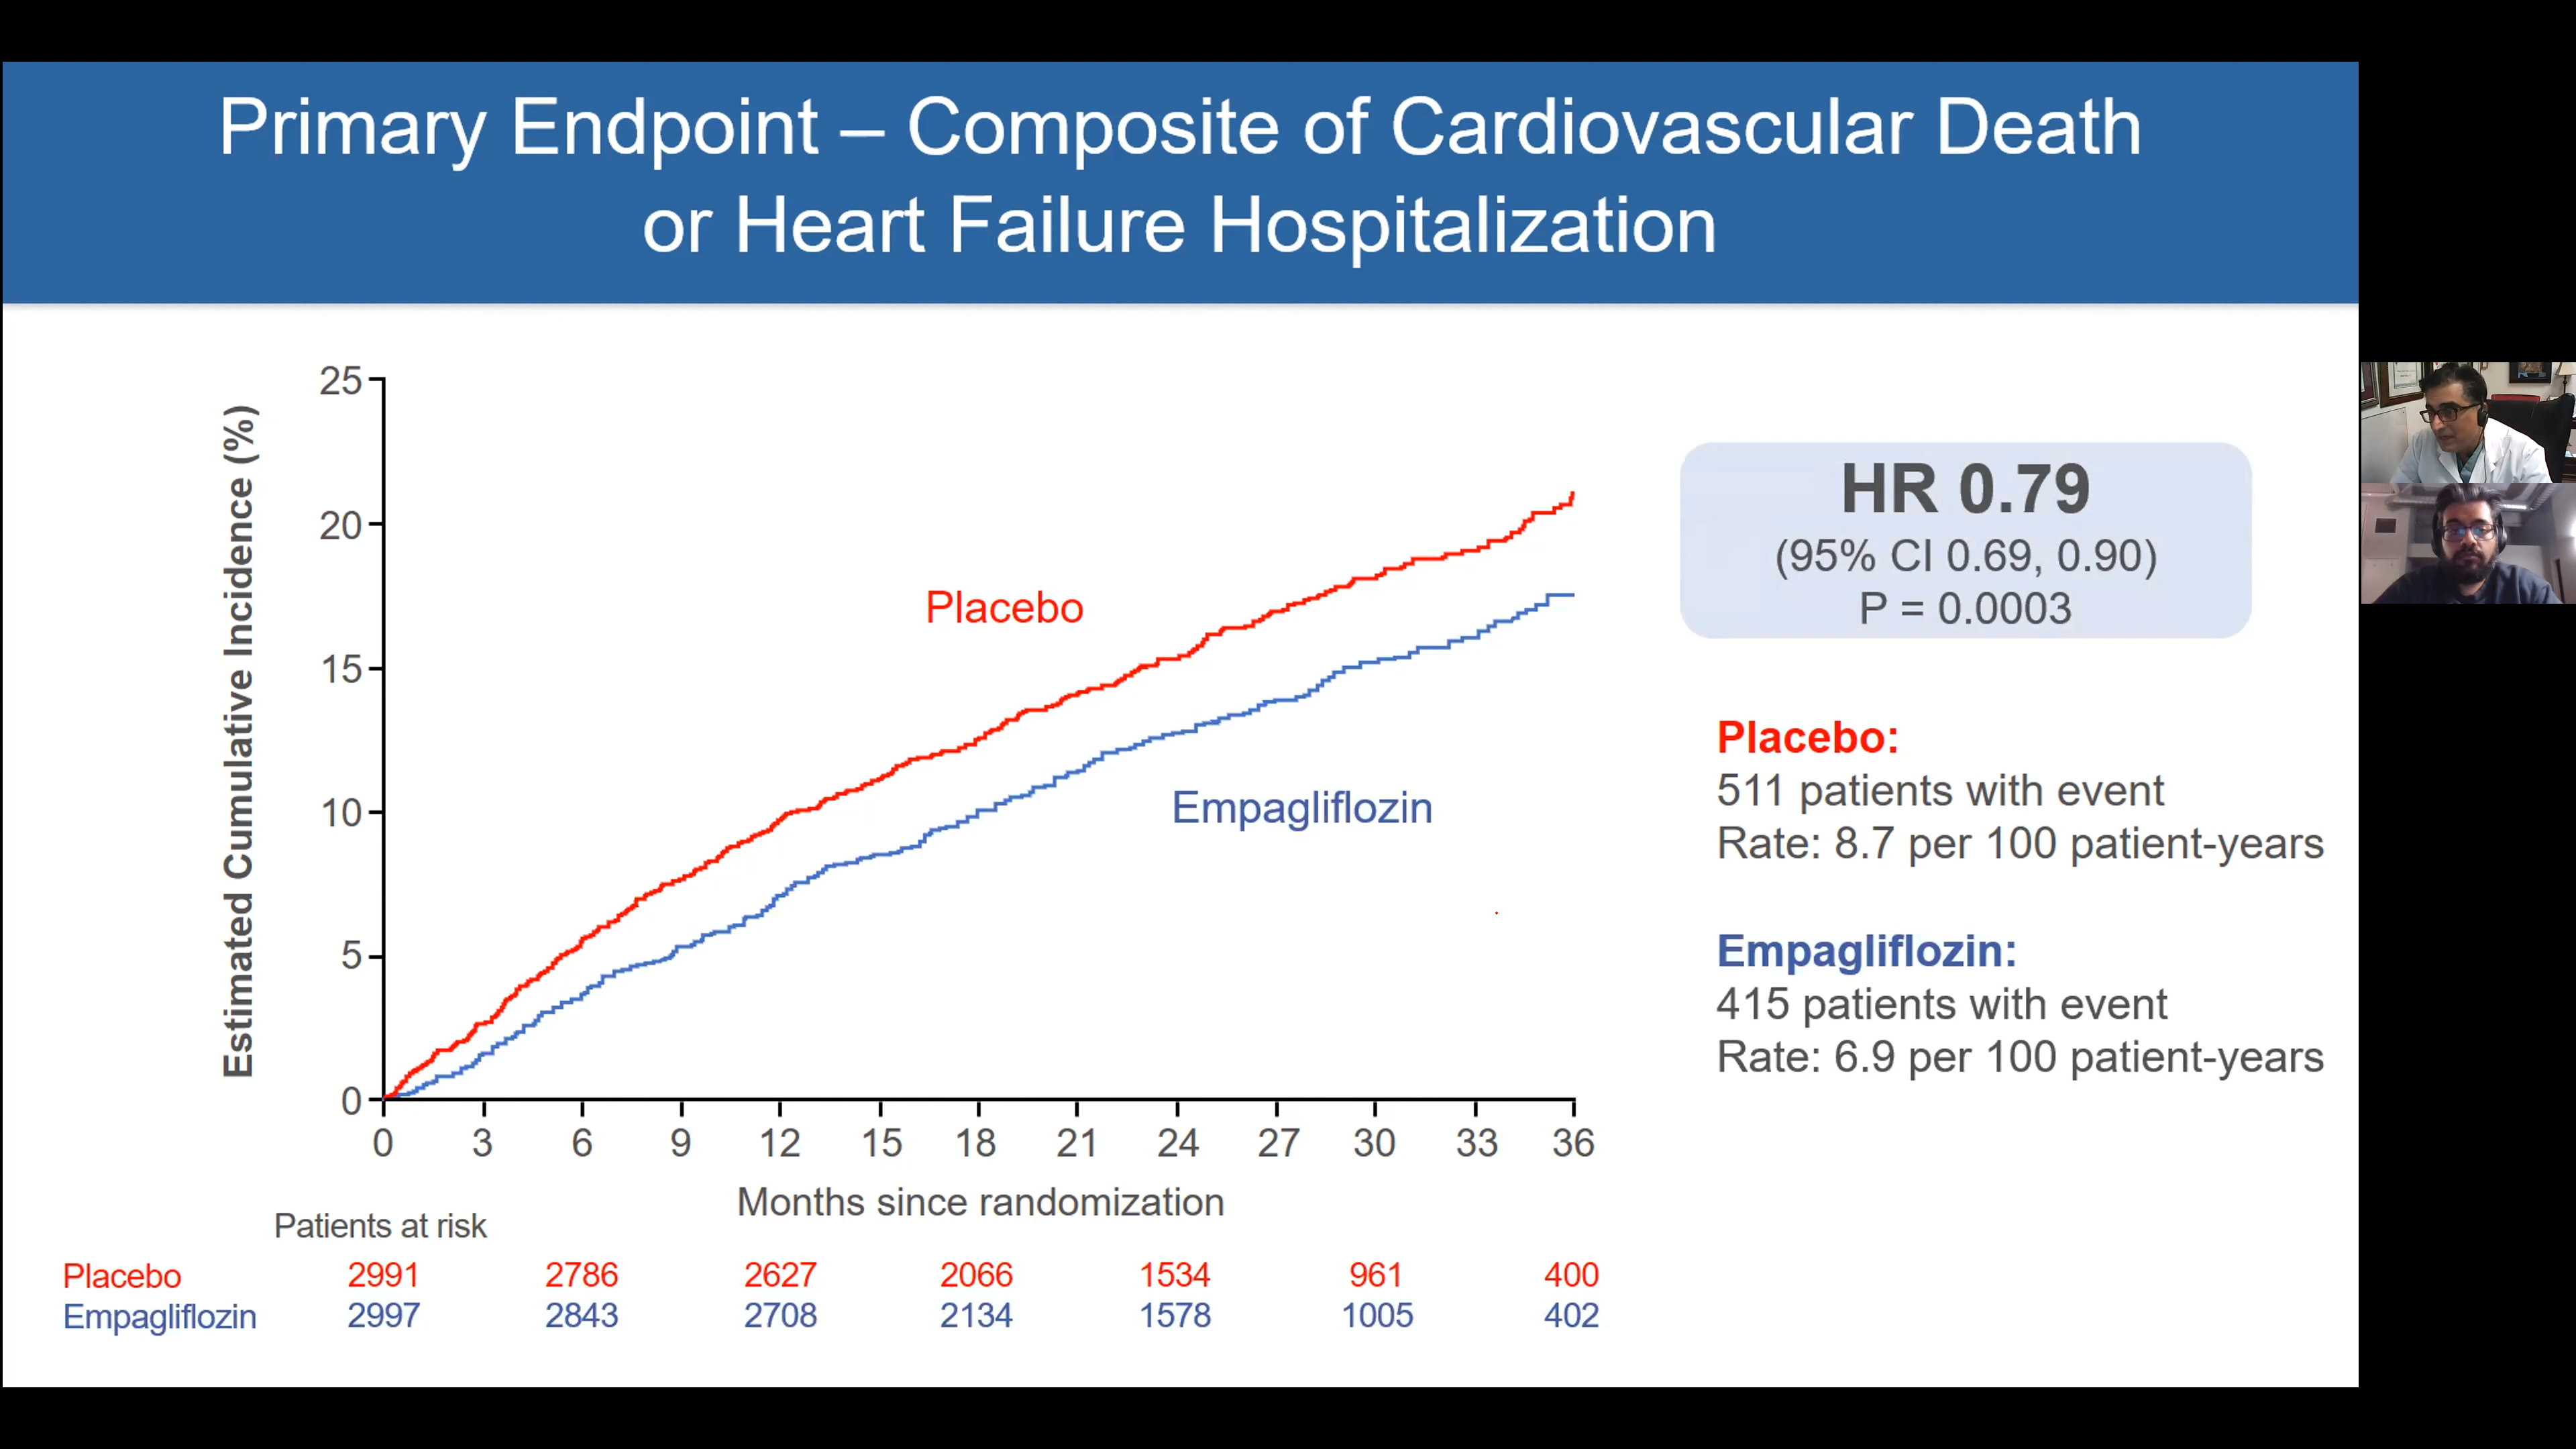 Primary Endpoint – Composite of Cardiovascular Death
or Heart Failure Hospitalization
Estimated Cumulative Incidence (%)
25
20
15
10
5
0
Placebo
Empagliflozin
0 3 6 9 12 15 18 21 24 27 30 33 36
Months since randomization
Patients at risk
Placebo 2991 2786 2627 2066 1534 961 400
Empagliflozin 2997 2843 2708 2134 1578 1005 402
HR 0.79
(95% CI 0.69, 0.90)
P = 0.0003
Placebo:
511 patients with event
Rate: 8.7 per 100 patient-years
Empagliflozin:
415 patients with event
Rate: 6.9 per 100 patient-years